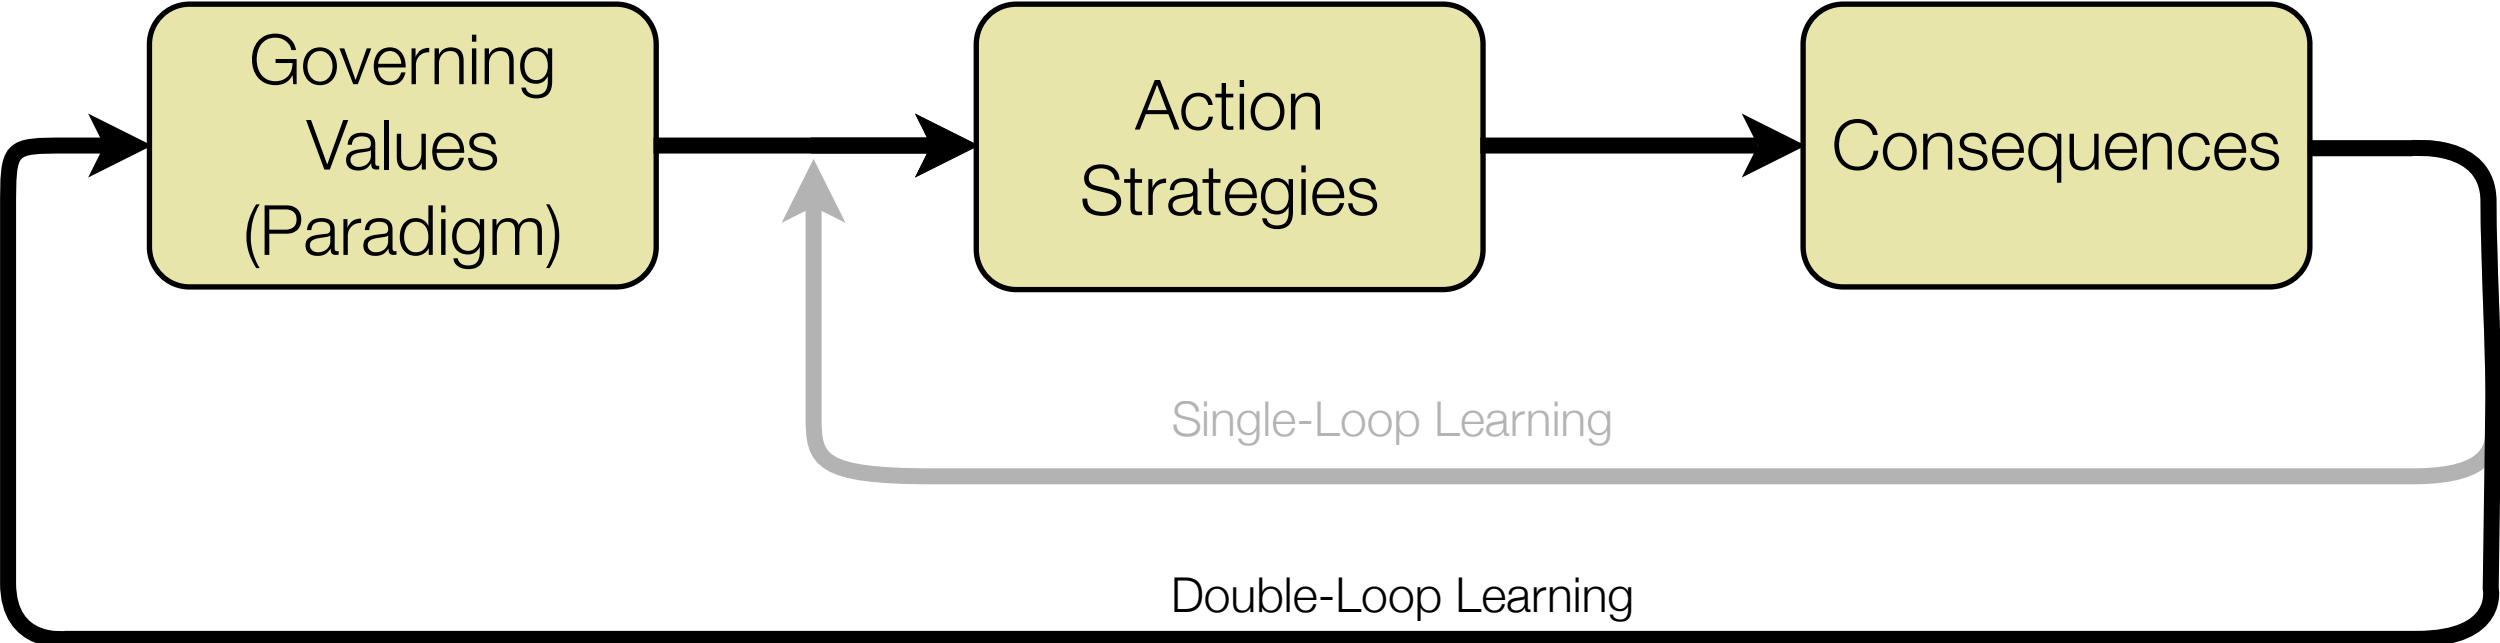 Governing
Values
(Paradigm)
Action
Strategies
Consequences
Single-Loop Learning
Double-Loop Learning